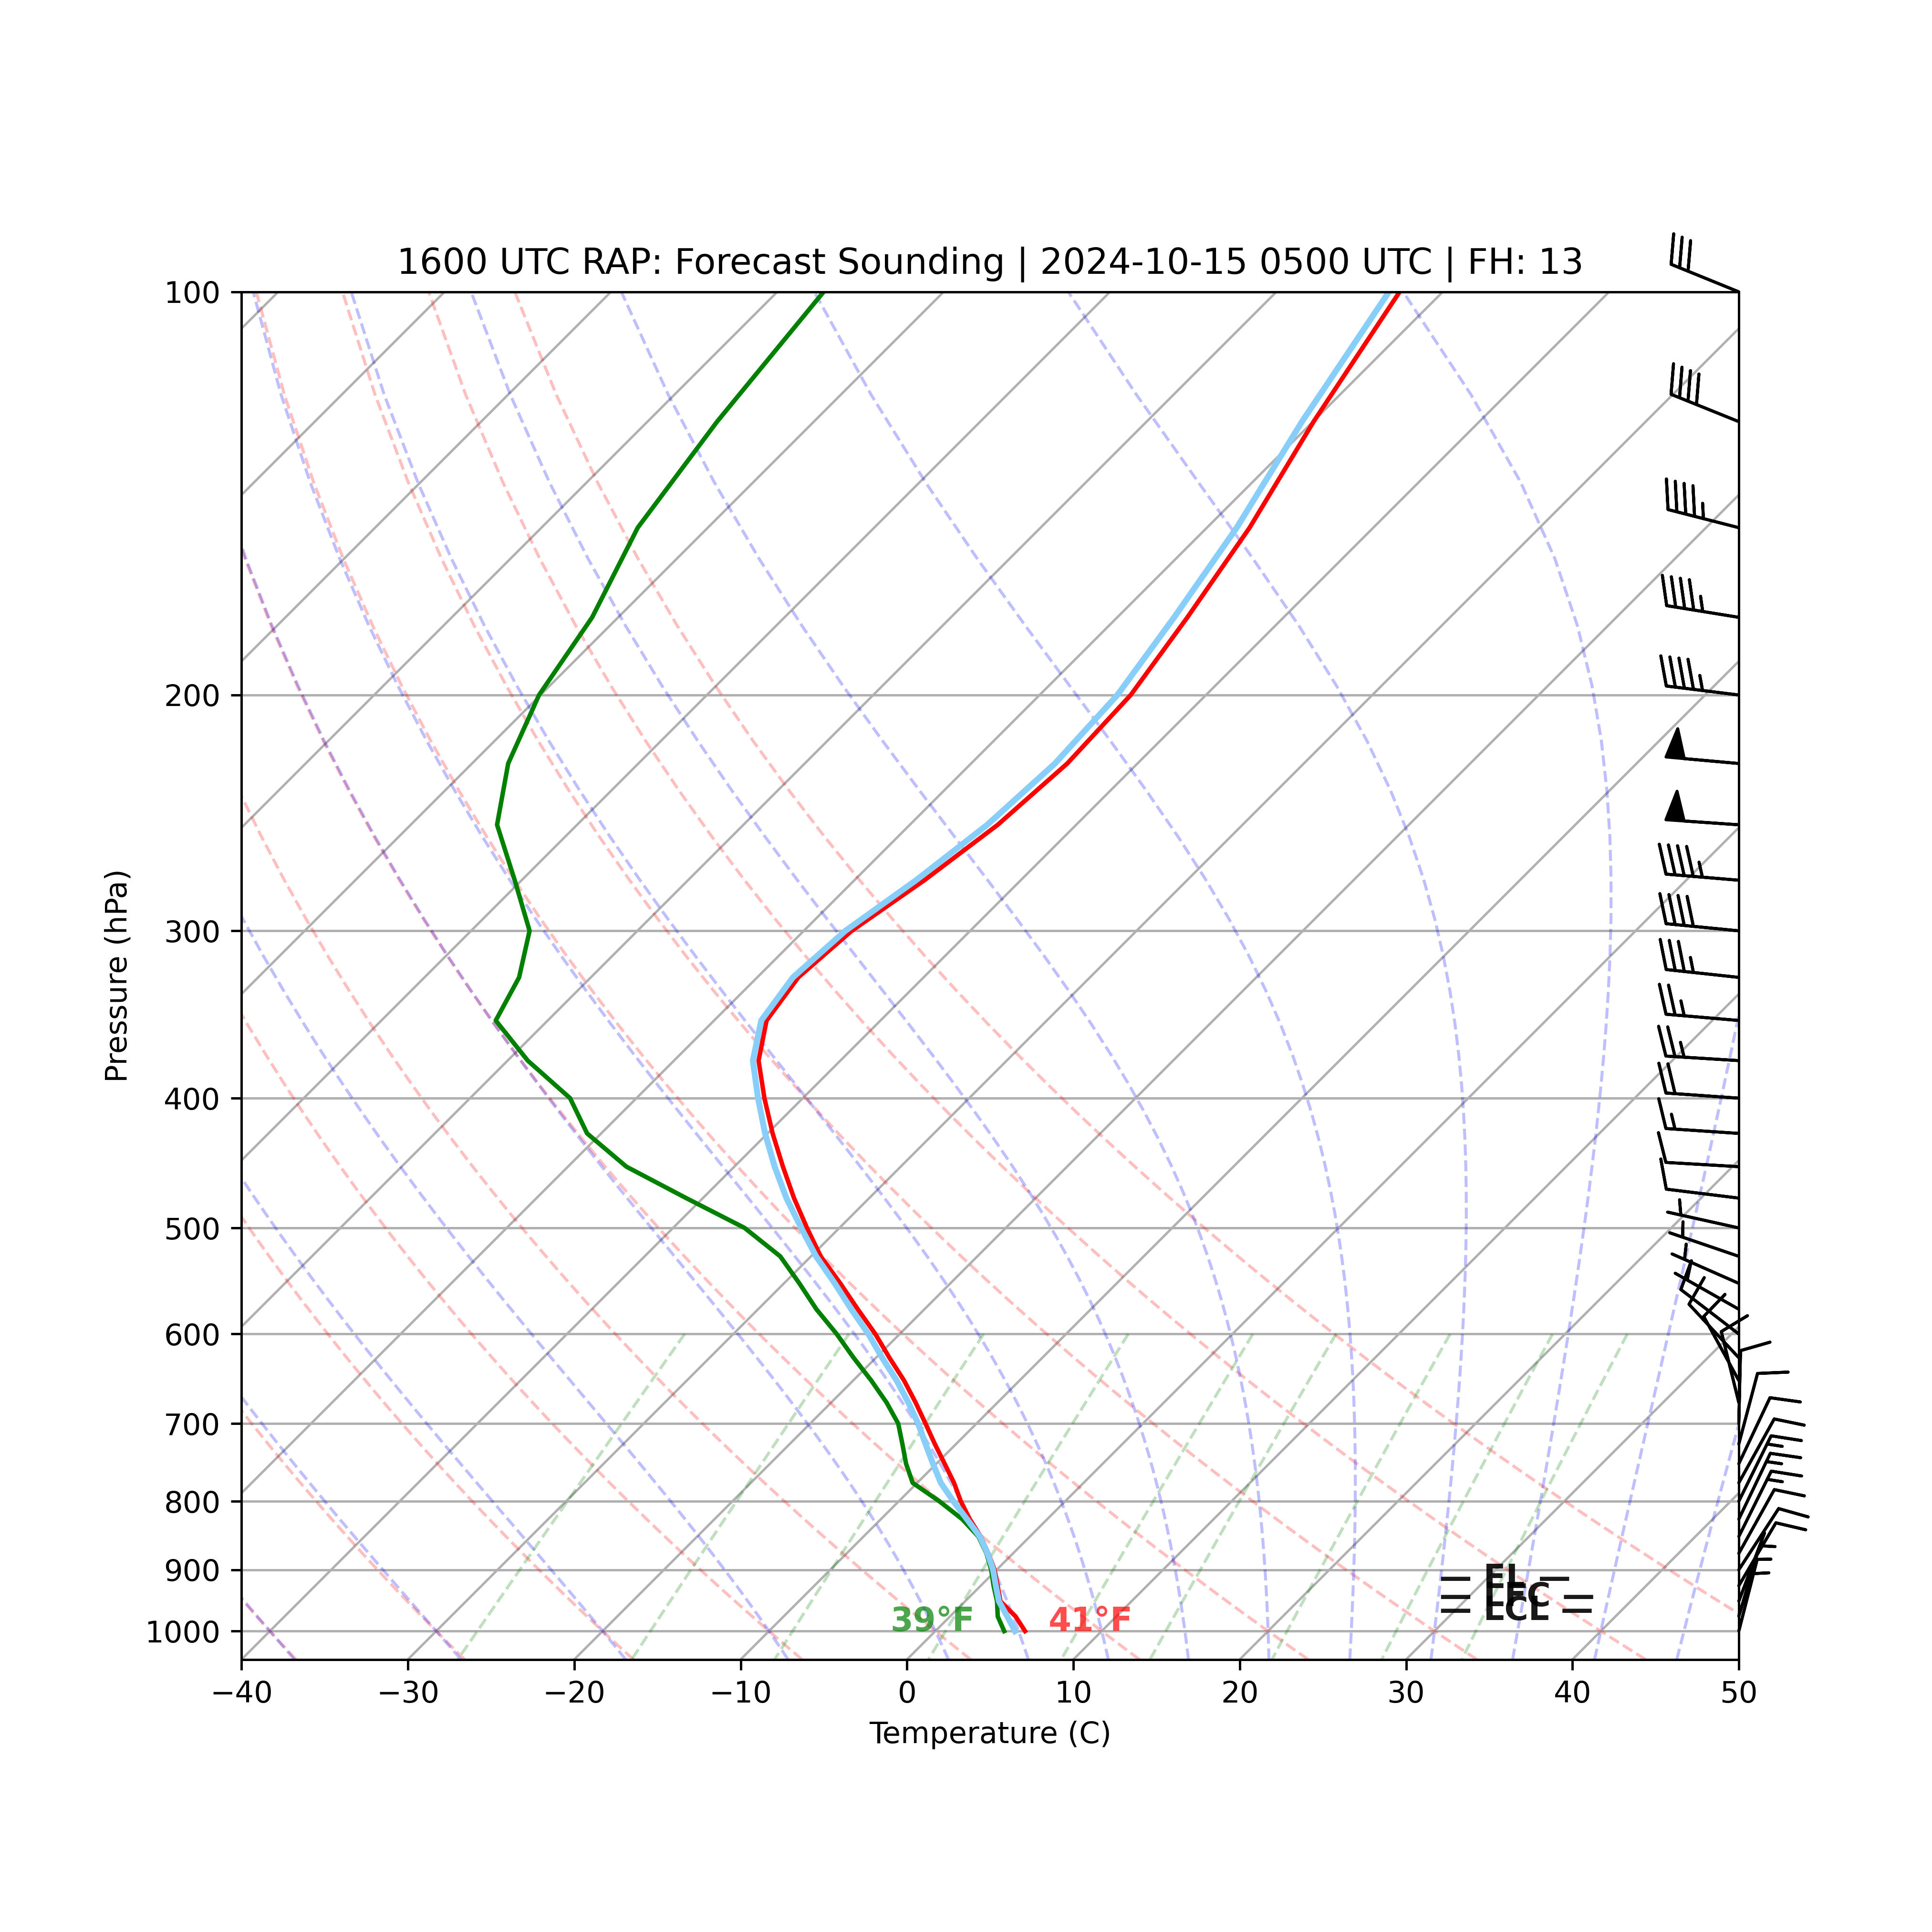 1600 UTC RAP: Forecast Sounding | 2024-10-15 0500 UTC | FH: 13
100
200
300
400
500
600
700
800
900
1000
Pressure (hPa)
— EL —
— LFC —
— LCL —
39°F 41°F
−40 −30 −20 −10 0 10 20 30 40 50
Temperature (C)